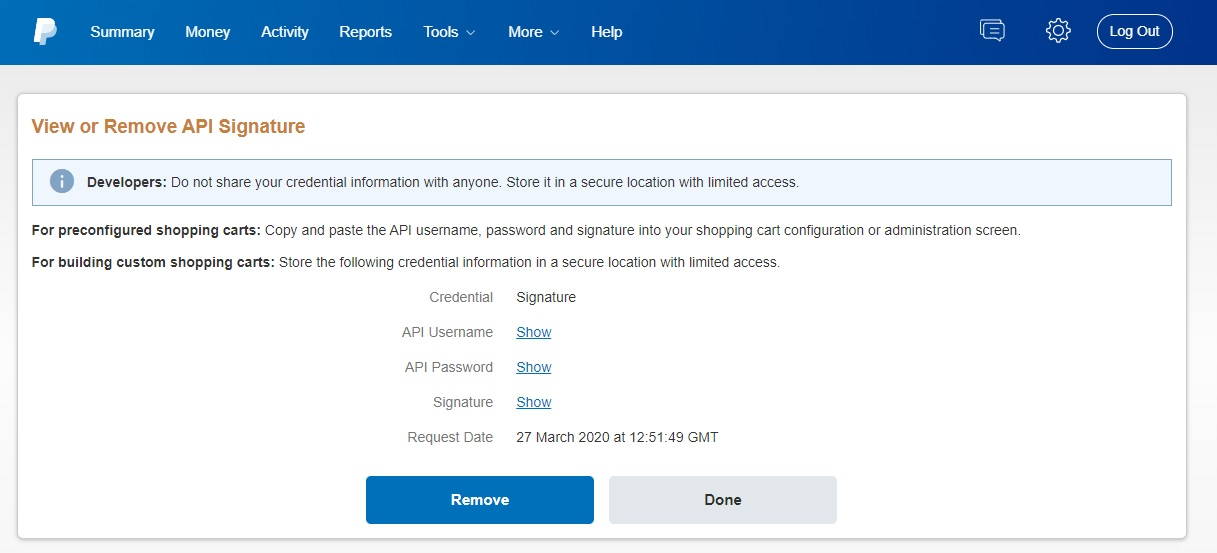 Summary Money Activity Reports Tools More Help Log Out
View or Remove API Signature
Developers: Do not share your credential information with anyone. Store it in a secure location with limited access.
For preconfigured shopping carts: Copy and paste the API username, password and signature into your shopping cart configuration or administration screen.
For building custom shopping carts: Store the following credential information in a secure location with limited access.
Credential Signature
API Username Show
API Password Show
Signature Show
Request Date 27 March 2020 at 12:51:49 GMT
Remove Done